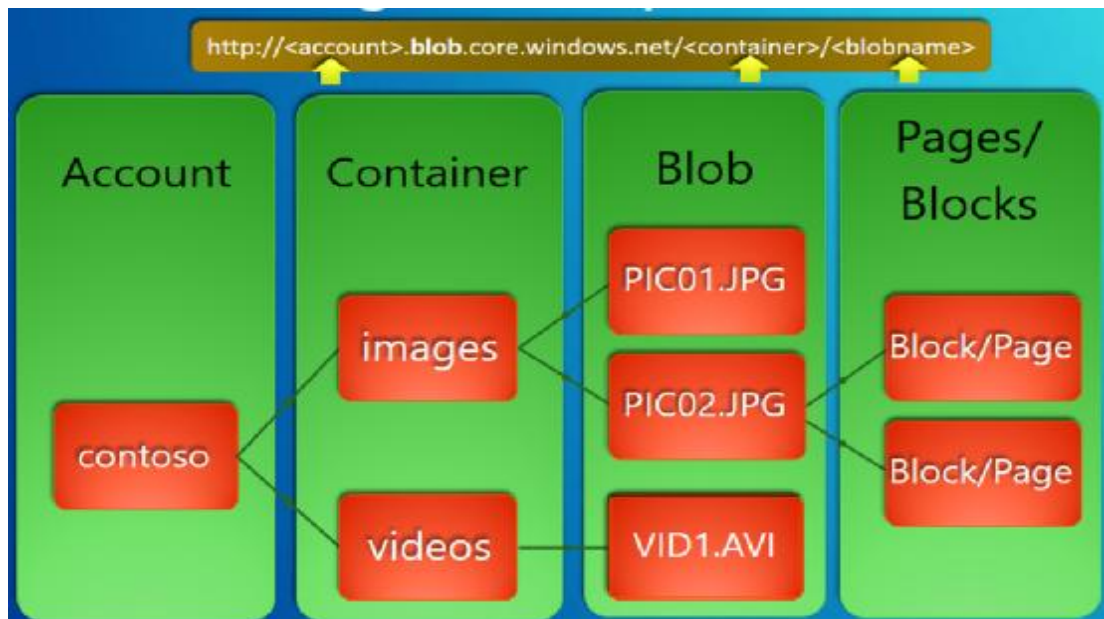 http://<account>.blob.core.windows.net/<container>/<blobname>
Account
contoso
Container
images
videos
Blob
PIC01.JPG
PIC02.JPG
VID1.AVI
Pages/
Blocks
Block/Page
Block/Page